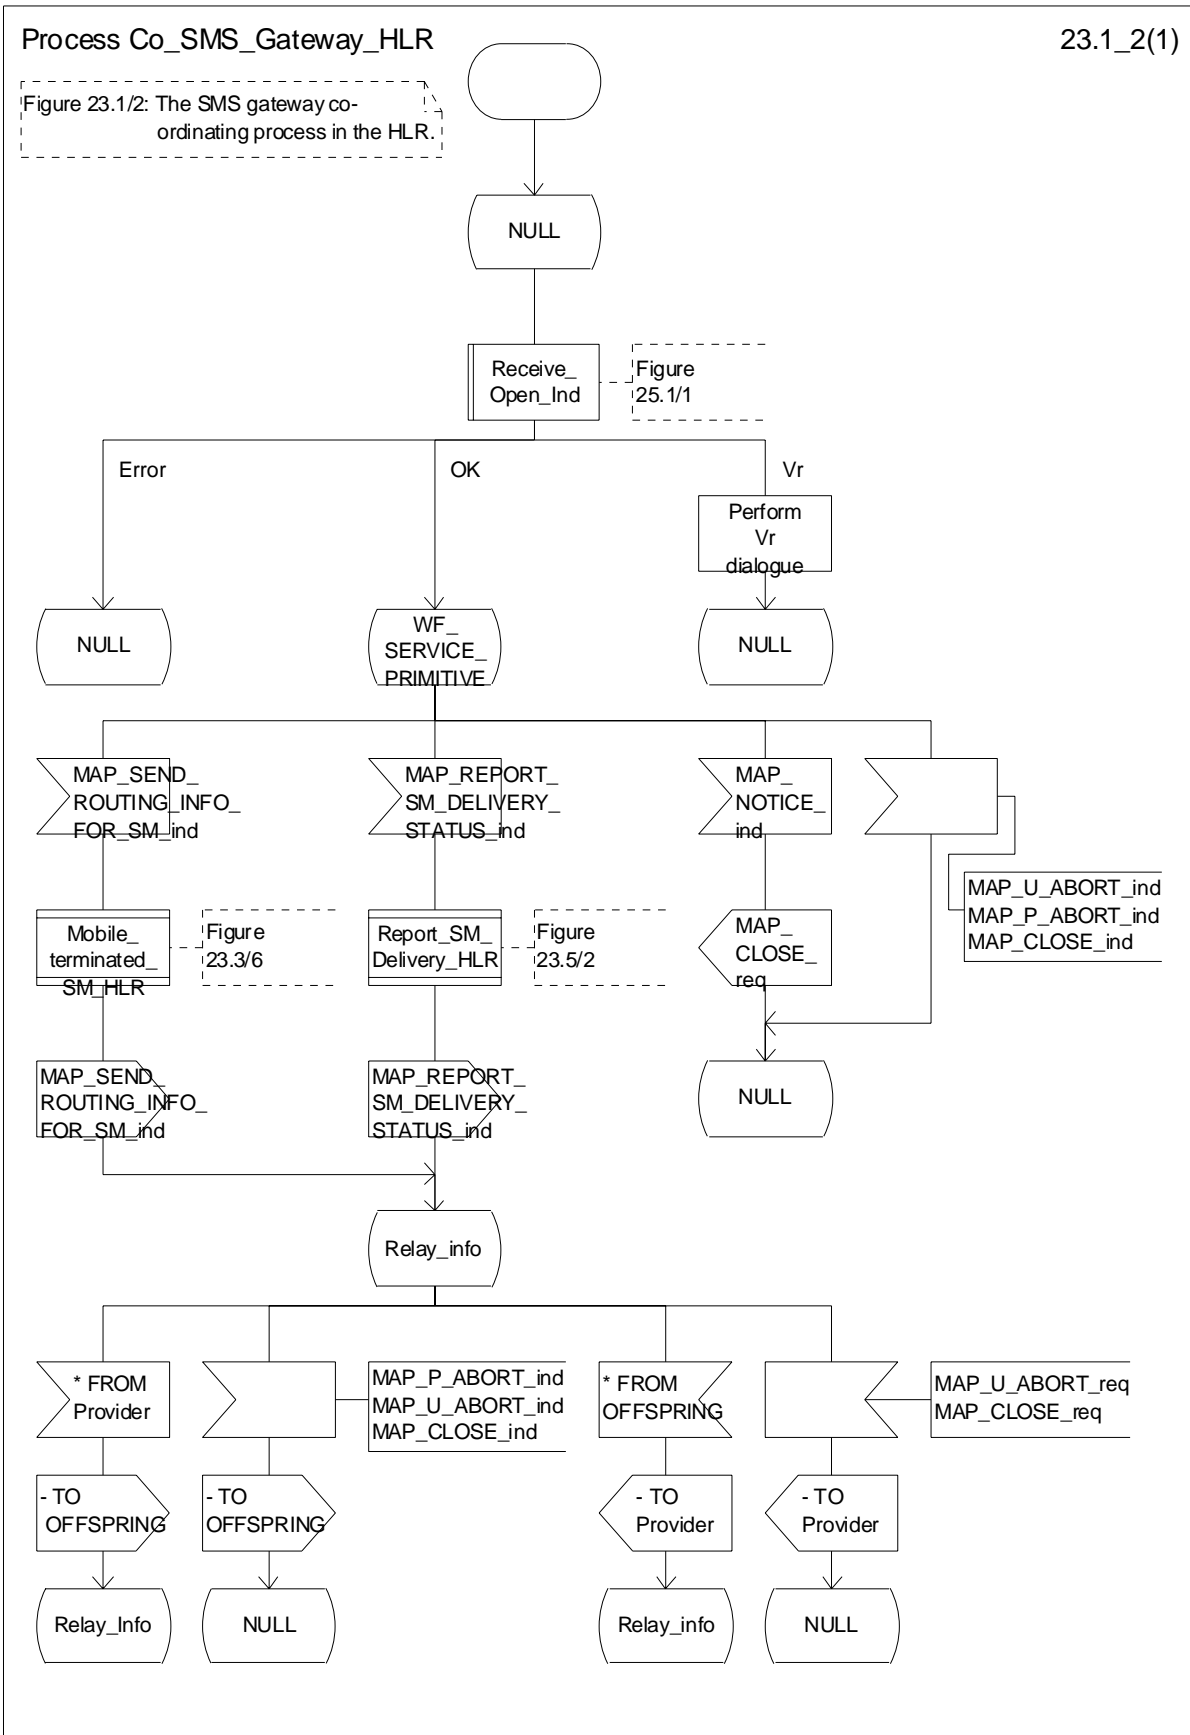 Process Co_SMS_Gateway_HLR
23.1_2(1)
Figure 23.1/2: The SMS gateway co-
ordinating process in the HLR.
NULL
Receive_
Open_Ind
Figure
25.1/1
Error
OK
Vr
Perform
Vr
dialogue
NULL
WF_
SERVICE_
PRIMITIVE
NULL
MAP_SEND_
ROUTING_INFO_
FOR_SM_ind
MAP_REPORT_
SM_DELIVERY_
STATUS_ind
MAP_
NOTICE_
ind
MAP_U_ABORT_ind
MAP_P_ABORT_ind
MAP_CLOSE_ind
Mobile_
terminated_
SM_HLR
Figure
23.3/6
Report_SM_
Delivery_HLR
Figure
23.5/2
MAP_
CLOSE_
req
MAP_SEND_
ROUTING_INFO_
FOR_SM_ind
MAP_REPORT_
SM_DELIVERY_
STATUS_ind
NULL
Relay_info
* FROM
Provider
MAP_P_ABORT_ind
MAP_U_ABORT_ind
MAP_CLOSE_ind
* FROM
OFFSPRING
MAP_U_ABORT_req
MAP_CLOSE_req
- TO
OFFSPRING
- TO
OFFSPRING
- TO
Provider
- TO
Provider
Relay_Info
NULL
Relay_info
NULL